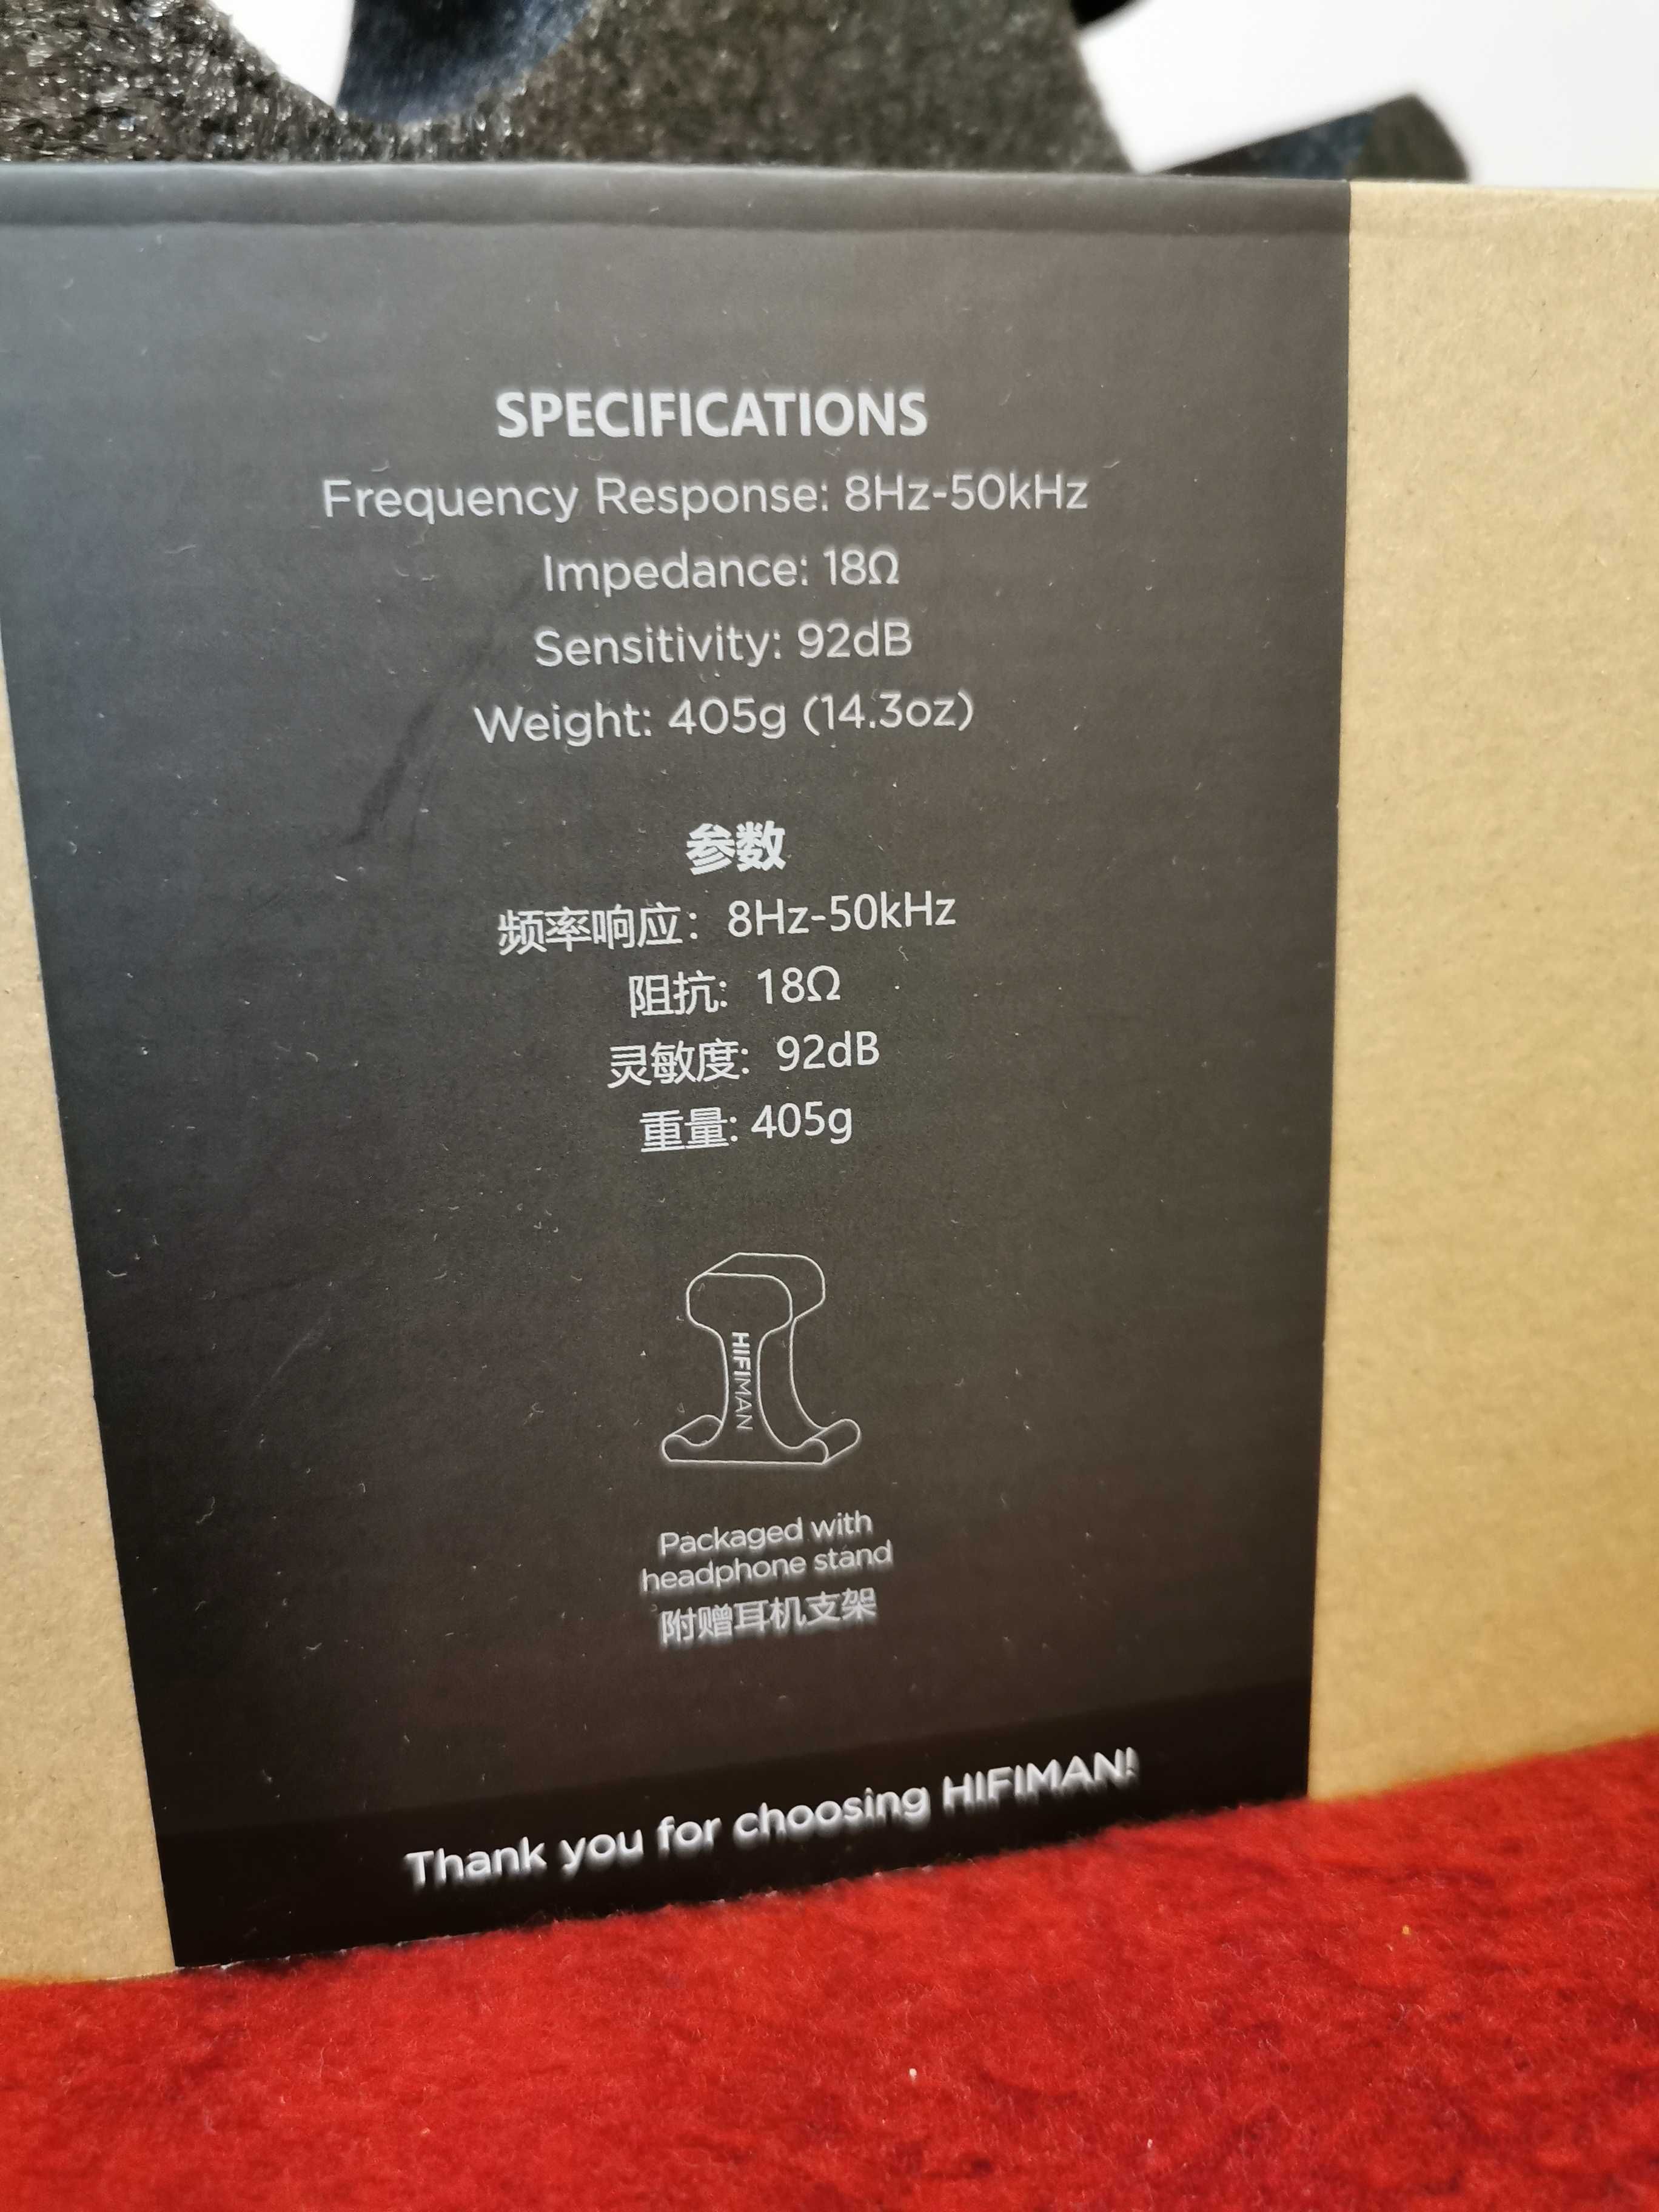 SPECIFICATIONS
Frequency Response: 8Hz-50kHz
Impedance: 18Ω
Sensitivity: 92dB
Weight: 405g (14.3oz)
参数
频率响应：8Hz-50kHz
阻抗：18Ω
灵敏度：92dB
重量: 405g
HIFIMAN
Packaged with
headphone stand
附赠耳机支架
Thank you for choosing HIFIMAN!